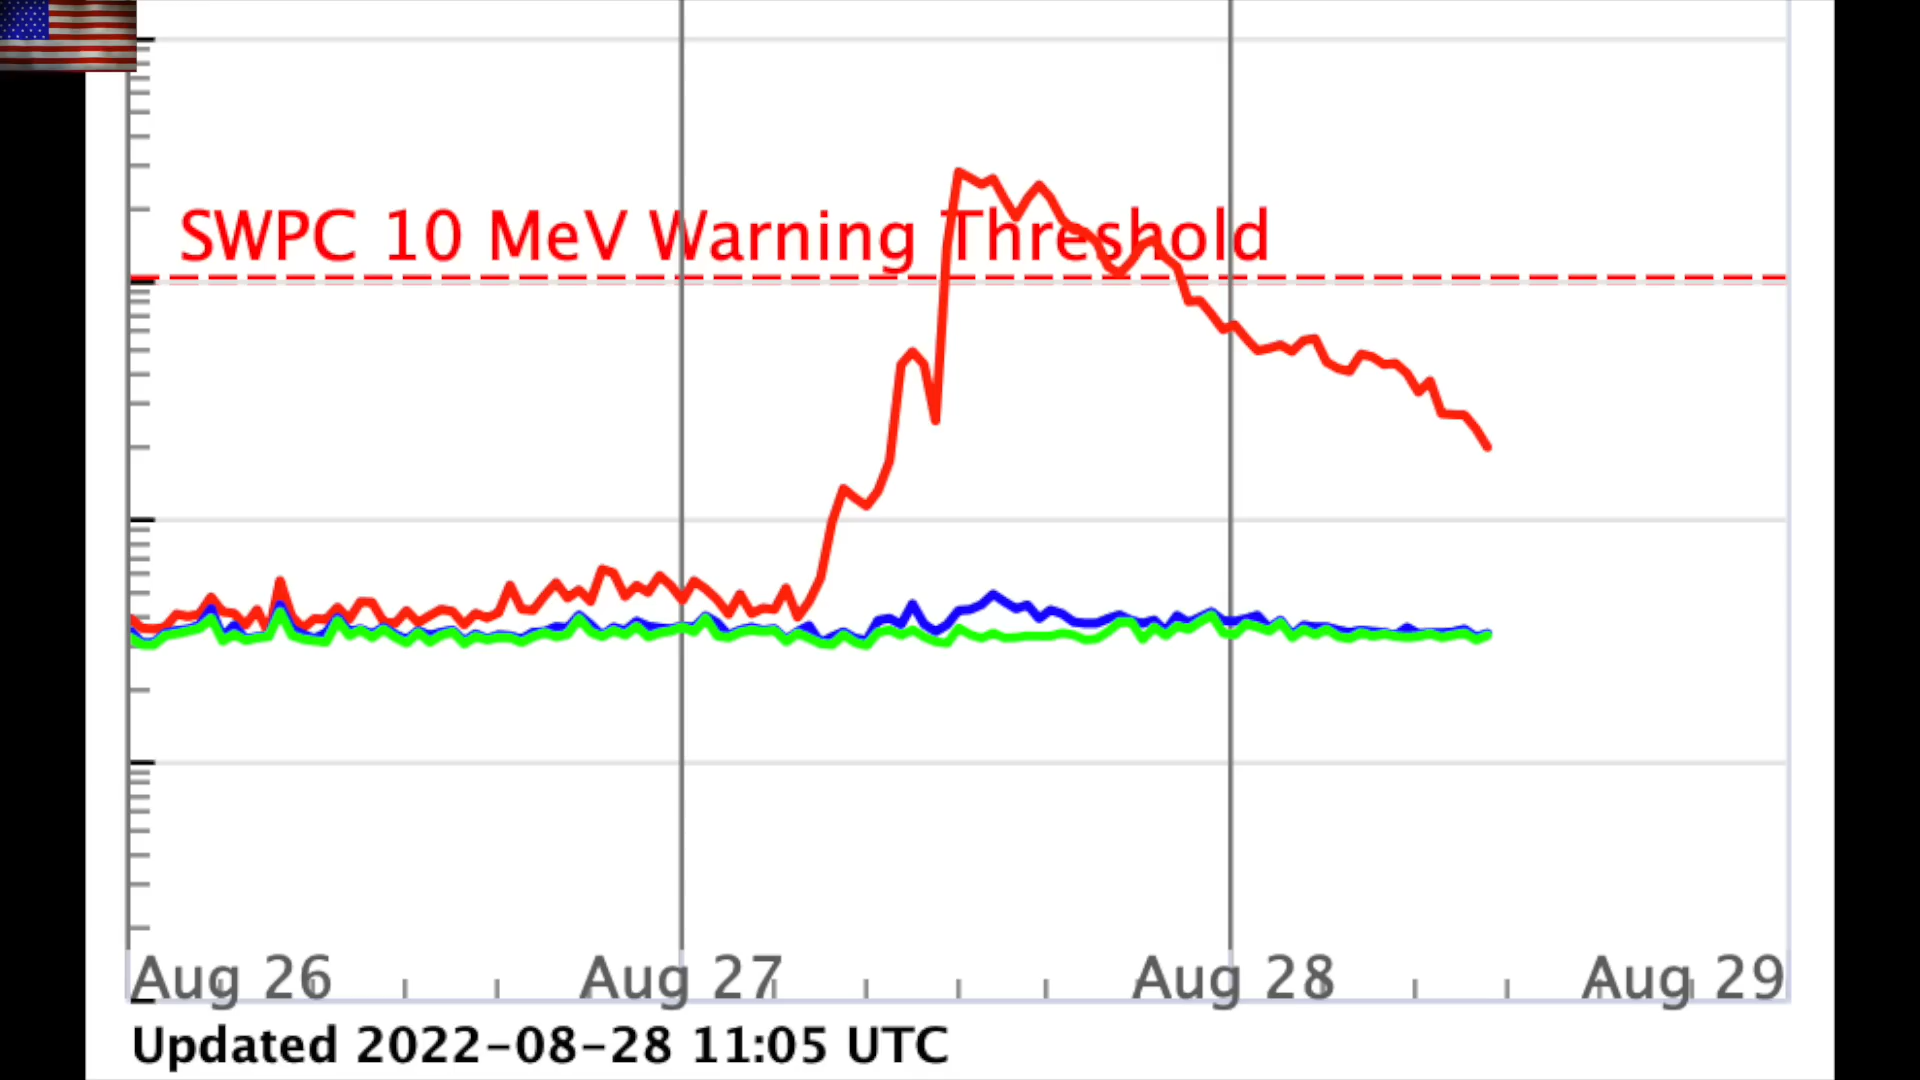 SWPC 10 MeV Warning Threshold
Aug 26 Aug 27 Aug 28 Aug 29
Updated 2022-08-28 11:05 UTC